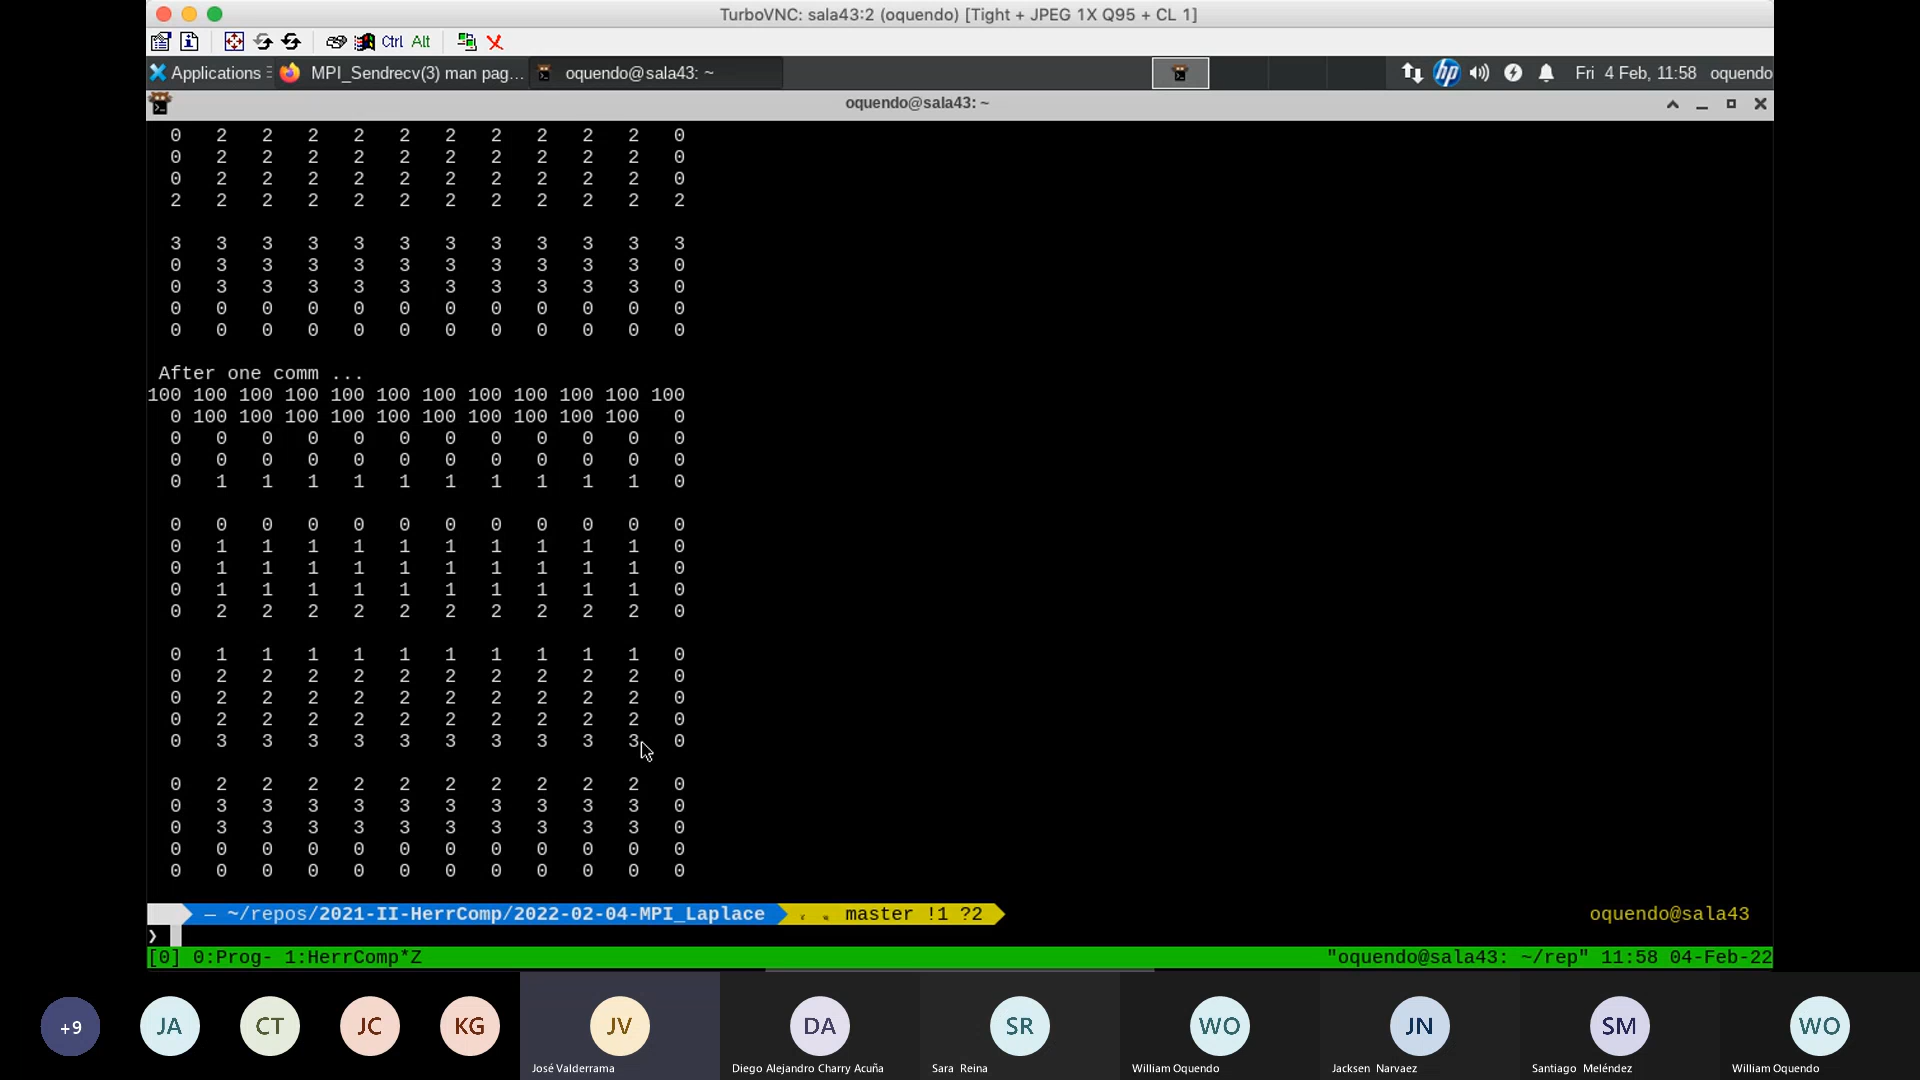 TurboVNC: sala43:2 (oquendo) [Tight + JPEG 1X Q95 + CL 1]
Ctrl Alt
Applications MPI_Sendrecv(3) man pag... oquendo@sala43: ~ hp Fri 4 Feb, 11:58 oquendo
oquendo@sala43: ~
0 2 2 2 2 2 2 2 2 2 2 0
0 2 2 2 2 2 2 2 2 2 2 0
0 2 2 2 2 2 2 2 2 2 2 0
2 2 2 2 2 2 2 2 2 2 2 2
3 3 3 3 3 3 3 3 3 3 3 3
0 3 3 3 3 3 3 3 3 3 3 0
0 3 3 3 3 3 3 3 3 3 3 0
0 0 0 0 0 0 0 0 0 0 0 0
0 0 0 0 0 0 0 0 0 0 0 0
After one comm ...
100 100 100 100 100 100 100 100 100 100 100 100
0 100 100 100 100 100 100 100 100 100 100 0
0 0 0 0 0 0 0 0 0 0 0 0
0 0 0 0 0 0 0 0 0 0 0 0
0 1 1 1 1 1 1 1 1 1 1 0
0 0 0 0 0 0 0 0 0 0 0 0
0 1 1 1 1 1 1 1 1 1 1 0
0 1 1 1 1 1 1 1 1 1 1 0
0 1 1 1 1 1 1 1 1 1 1 0
0 2 2 2 2 2 2 2 2 2 2 0
0 1 1 1 1 1 1 1 1 1 1 0
0 2 2 2 2 2 2 2 2 2 2 0
0 2 2 2 2 2 2 2 2 2 2 0
0 2 2 2 2 2 2 2 2 2 2 0
0 3 3 3 3 3 3 3 3 3 3 0
0 2 2 2 2 2 2 2 2 2 2 0
0 3 3 3 3 3 3 3 3 3 3 0
0 3 3 3 3 3 3 3 3 3 3 0
0 0 0 0 0 0 0 0 0 0 0 0
0 0 0 0 0 0 0 0 0 0 0 0
— ~/repos/2021-II-HerrComp/2022-02-04-MPI_Laplace master !1 ?2 oquendo@sala43
❯
[0] 0:Prog- 1:HerrComp*Z "oquendo@sala43: ~/rep" 11:58 04-Feb-22
+9 JA CT JC KG JV DA SR WO JN SM WO
José Valderrama Diego Alejandro Charry Acuña Sara Reina William Oquendo Jacksen Narvaez Santiago Meléndez William Oquendo